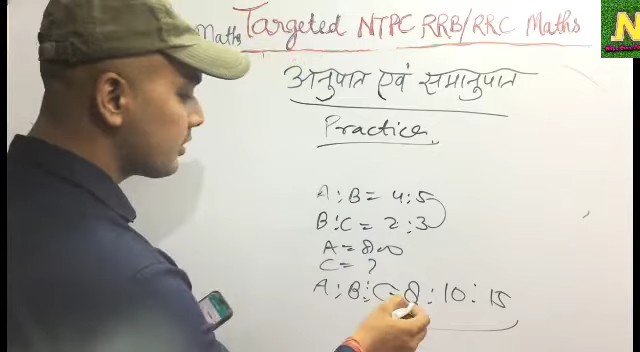 Maths Targeted NTPC RRB/RRC Maths
N
अनुपात एवं समानुपात
Practice
A:B = 4:5
B:C = 2:3
A = 800
C = ?
A:B:C = 8:10:15